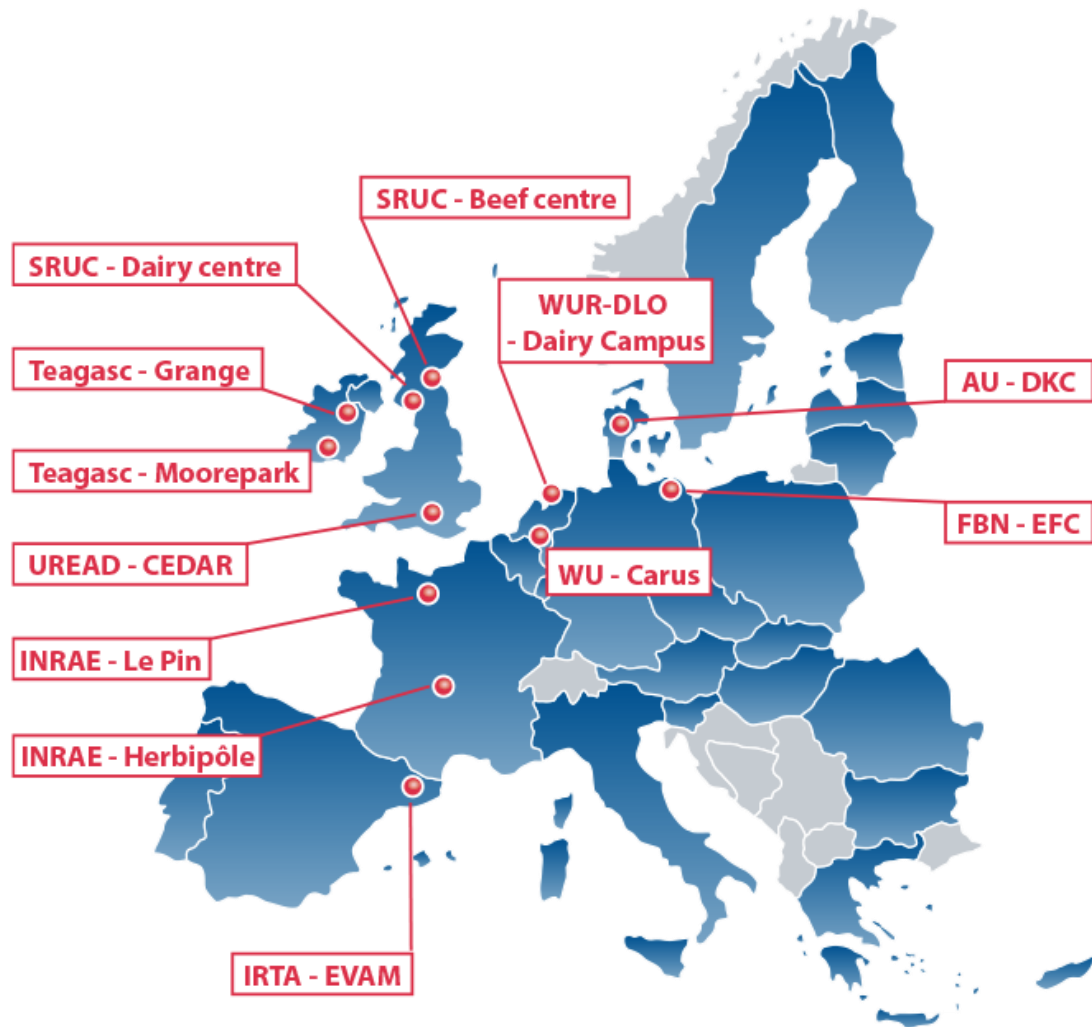 SRUC - Beef centre
SRUC - Dairy centre
WUR-DLO
- Dairy Campus
Teagasc - Grange
AU - DKC
Teagasc - Moorepark
FBN - EFC
UREAD - CEDAR
WU - Carus
INRAE - Le Pin
INRAE - Herbipôle
IRTA - EVAM